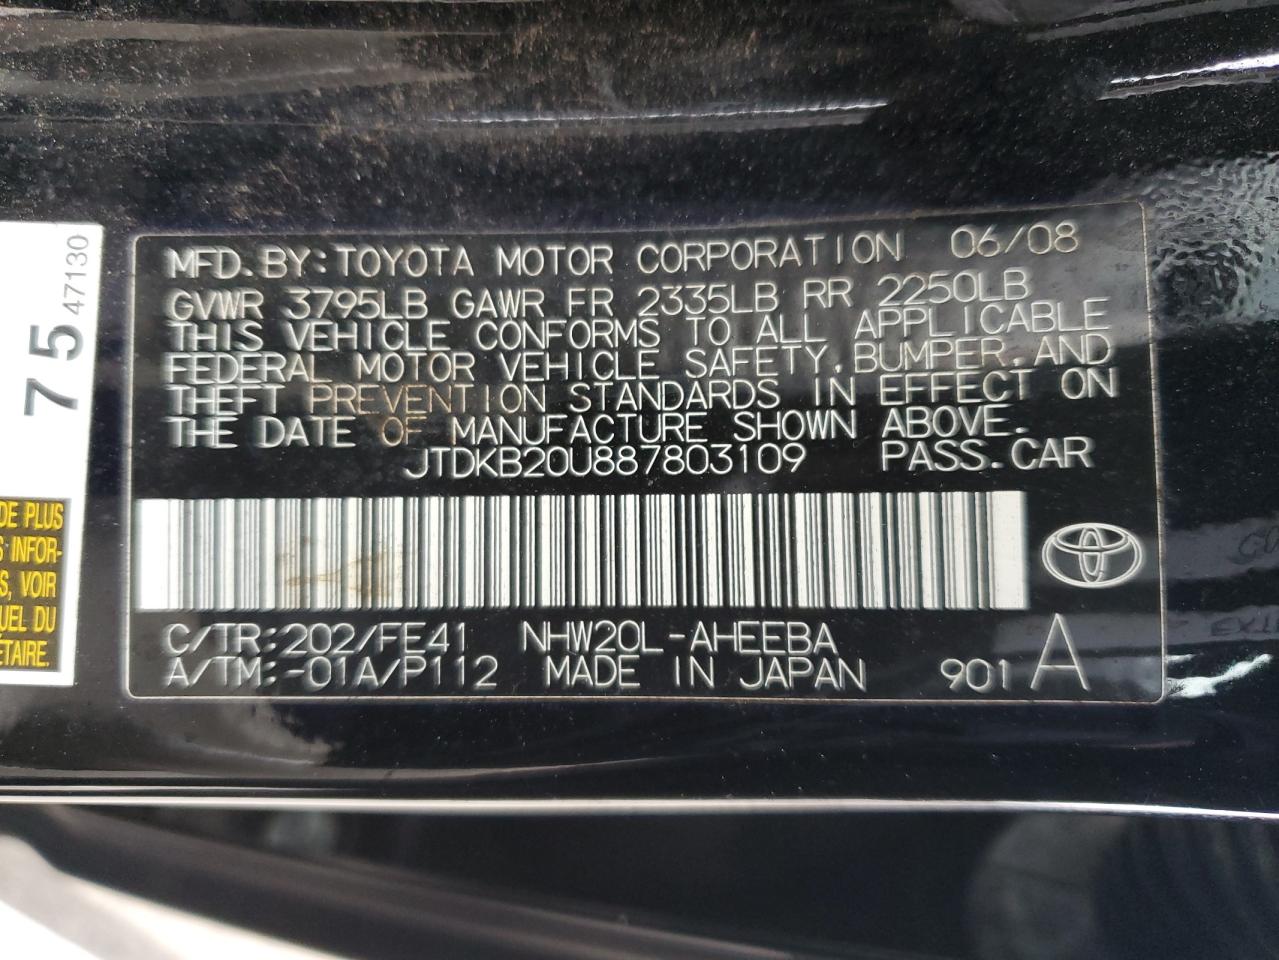 MFD.BY:TOYOTA MOTOR CORPORATION 06/08
GVWR 3795LB GAWR FR 2335LB RR 2250LB
THIS VEHICLE CONFORMS TO ALL APPLICABLE
FEDERAL MOTOR VEHICLE SAFETY,BUMPER,AND
THEFT PREVENTION STANDARDS IN EFFECT ON
THE DATE OF MANUFACTURE SHOWN ABOVE.
JTDKB20U887803109 PASS.CAR
C/TR:202/FE41 NHW20L-AHEEBA
A/TM:-01A/P112 MADE IN JAPAN 901 A
75 47130
DE PLUS
INFOR-
S, VOIR
UEL DU
ÉTAIRE.